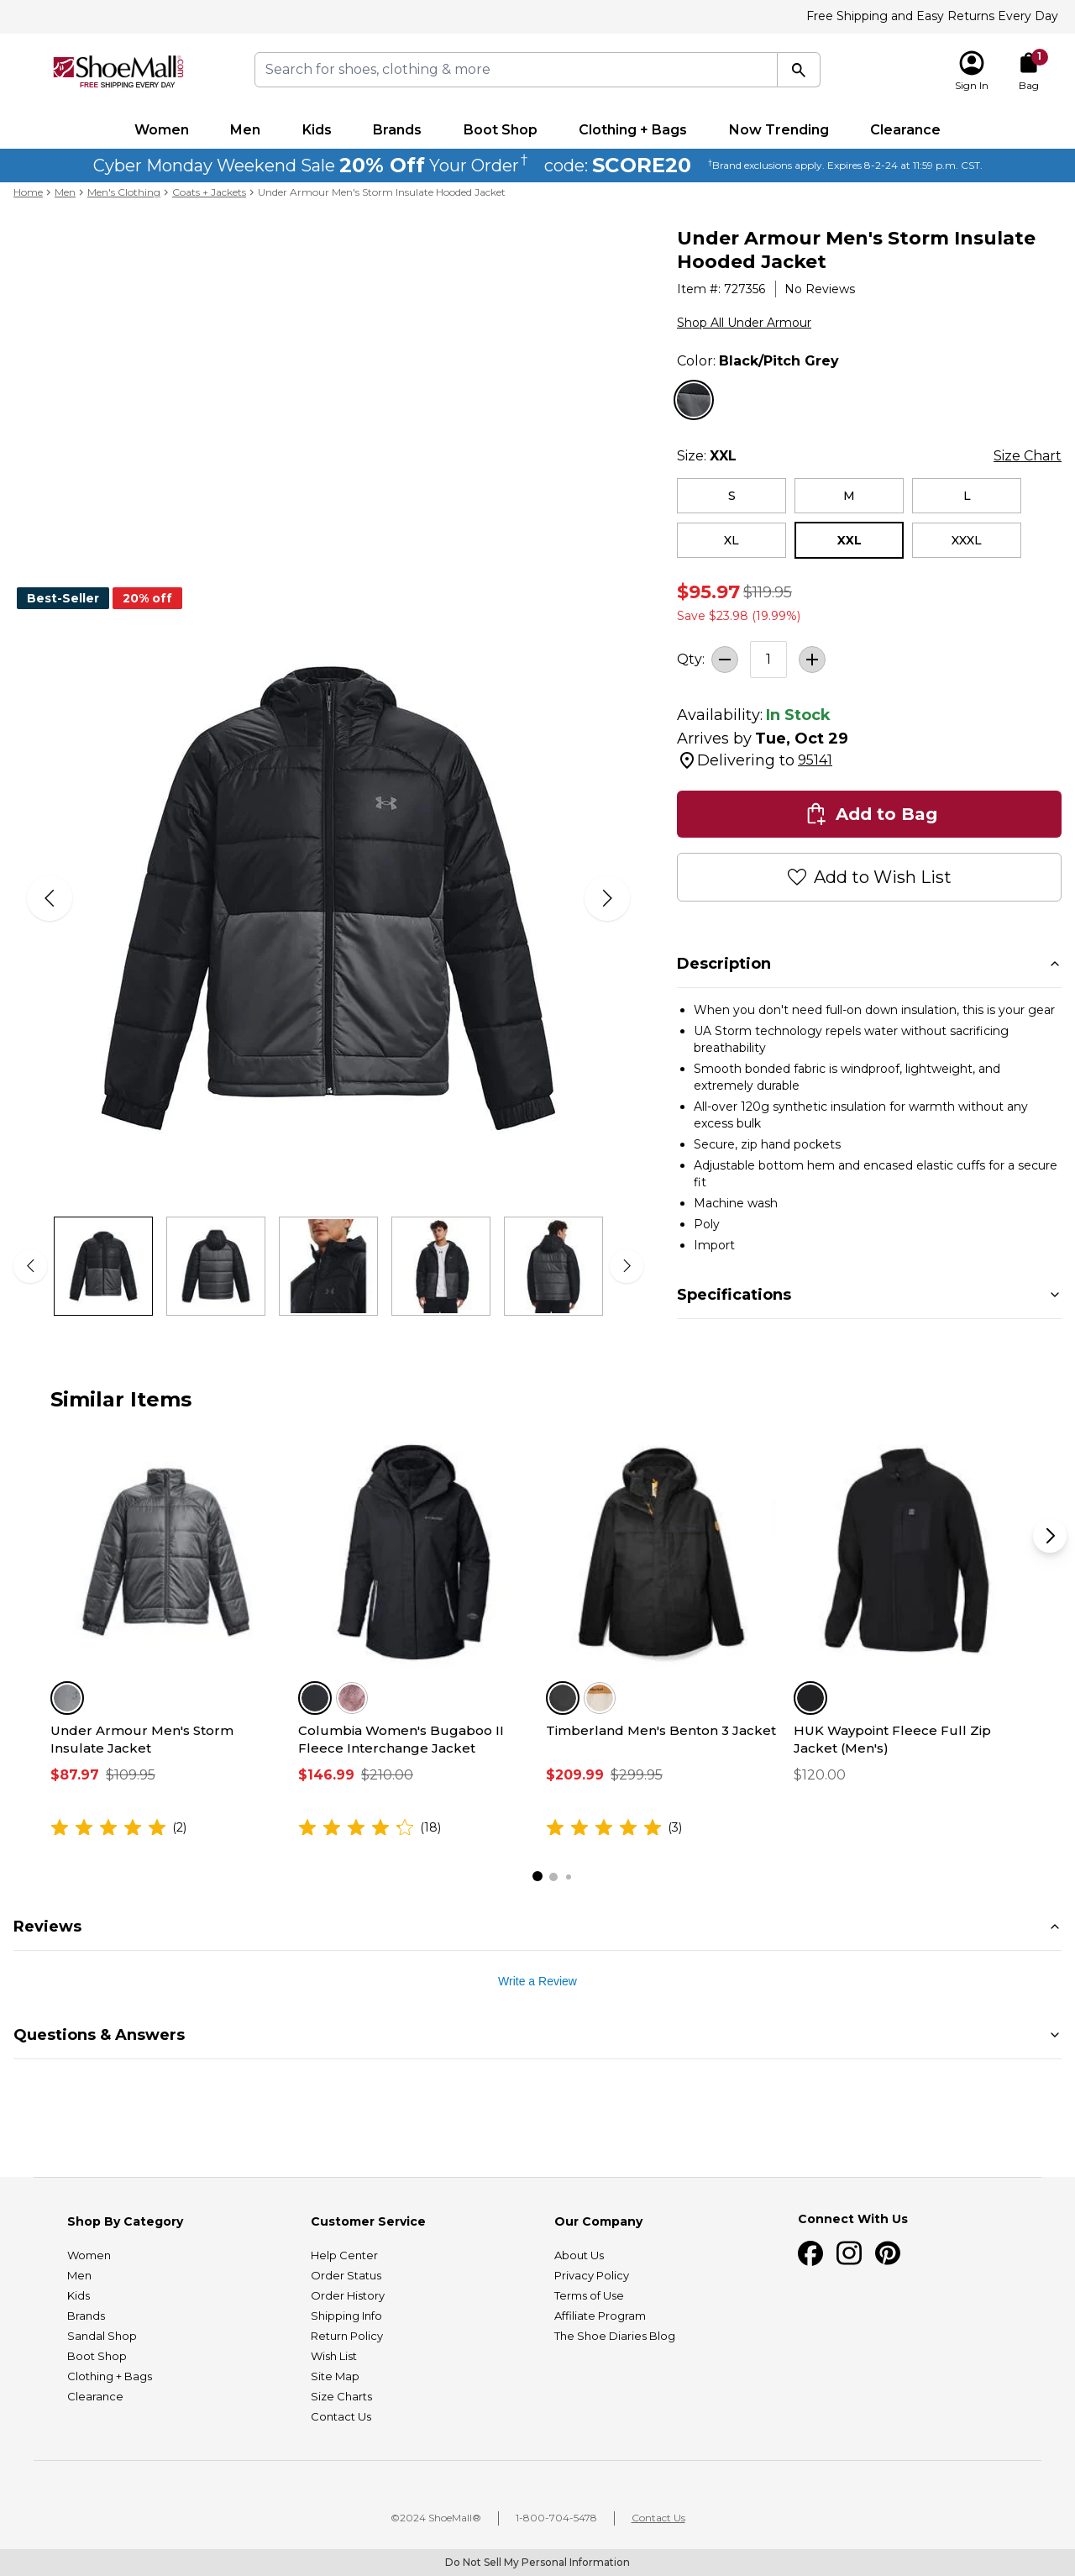 Free Shipping and Easy Returns Every Day
ShoeMall.com
FREE SHIPPING EVERY DAY
Search for shoes, clothing & more
Sign In
1
Bag
Women Men Kids Brands Boot Shop Clothing + Bags Now Trending Clearance
Cyber Monday Weekend Sale 20% Off Your Order† code: SCORE20 †Brand exclusions apply. Expires 8-2-24 at 11:59 p.m. CST.
Home > Men > Men's Clothing > Coats + Jackets > Under Armour Men's Storm Insulate Hooded Jacket
Best-Seller 20% off
Under Armour Men's Storm Insulate
Hooded Jacket
Item #: 727356 No Reviews
Shop All Under Armour
Color: Black/Pitch Grey
Size: XXL Size Chart
S M L
XL XXL XXXL
$95.97 $119.95
Save $23.98 (19.99%)
Qty: 1
Availability: In Stock
Arrives by Tue, Oct 29
Delivering to 95141
Add to Bag
Add to Wish List
Description
• When you don't need full-on down insulation, this is your gear
• UA Storm technology repels water without sacrificing
breathability
• Smooth bonded fabric is windproof, lightweight, and
extremely durable
• All-over 120g synthetic insulation for warmth without any
excess bulk
• Secure, zip hand pockets
• Adjustable bottom hem and encased elastic cuffs for a secure
fit
• Machine wash
• Poly
• Import
Specifications
Similar Items
Under Armour Men's Storm
Insulate Jacket
$87.97 $109.95
(2)
Columbia Women's Bugaboo II
Fleece Interchange Jacket
$146.99 $210.00
(18)
Timberland Men's Benton 3 Jacket
$209.99 $299.95
(3)
HUK Waypoint Fleece Full Zip
Jacket (Men's)
$120.00
Reviews
Write a Review
Questions & Answers
Shop By Category
Women
Men
Kids
Brands
Sandal Shop
Boot Shop
Clothing + Bags
Clearance
Customer Service
Help Center
Order Status
Order History
Shipping Info
Return Policy
Wish List
Site Map
Size Charts
Contact Us
Our Company
About Us
Privacy Policy
Terms of Use
Affiliate Program
The Shoe Diaries Blog
Connect With Us
©2024 ShoeMall® 1-800-704-5478 Contact Us
Do Not Sell My Personal Information